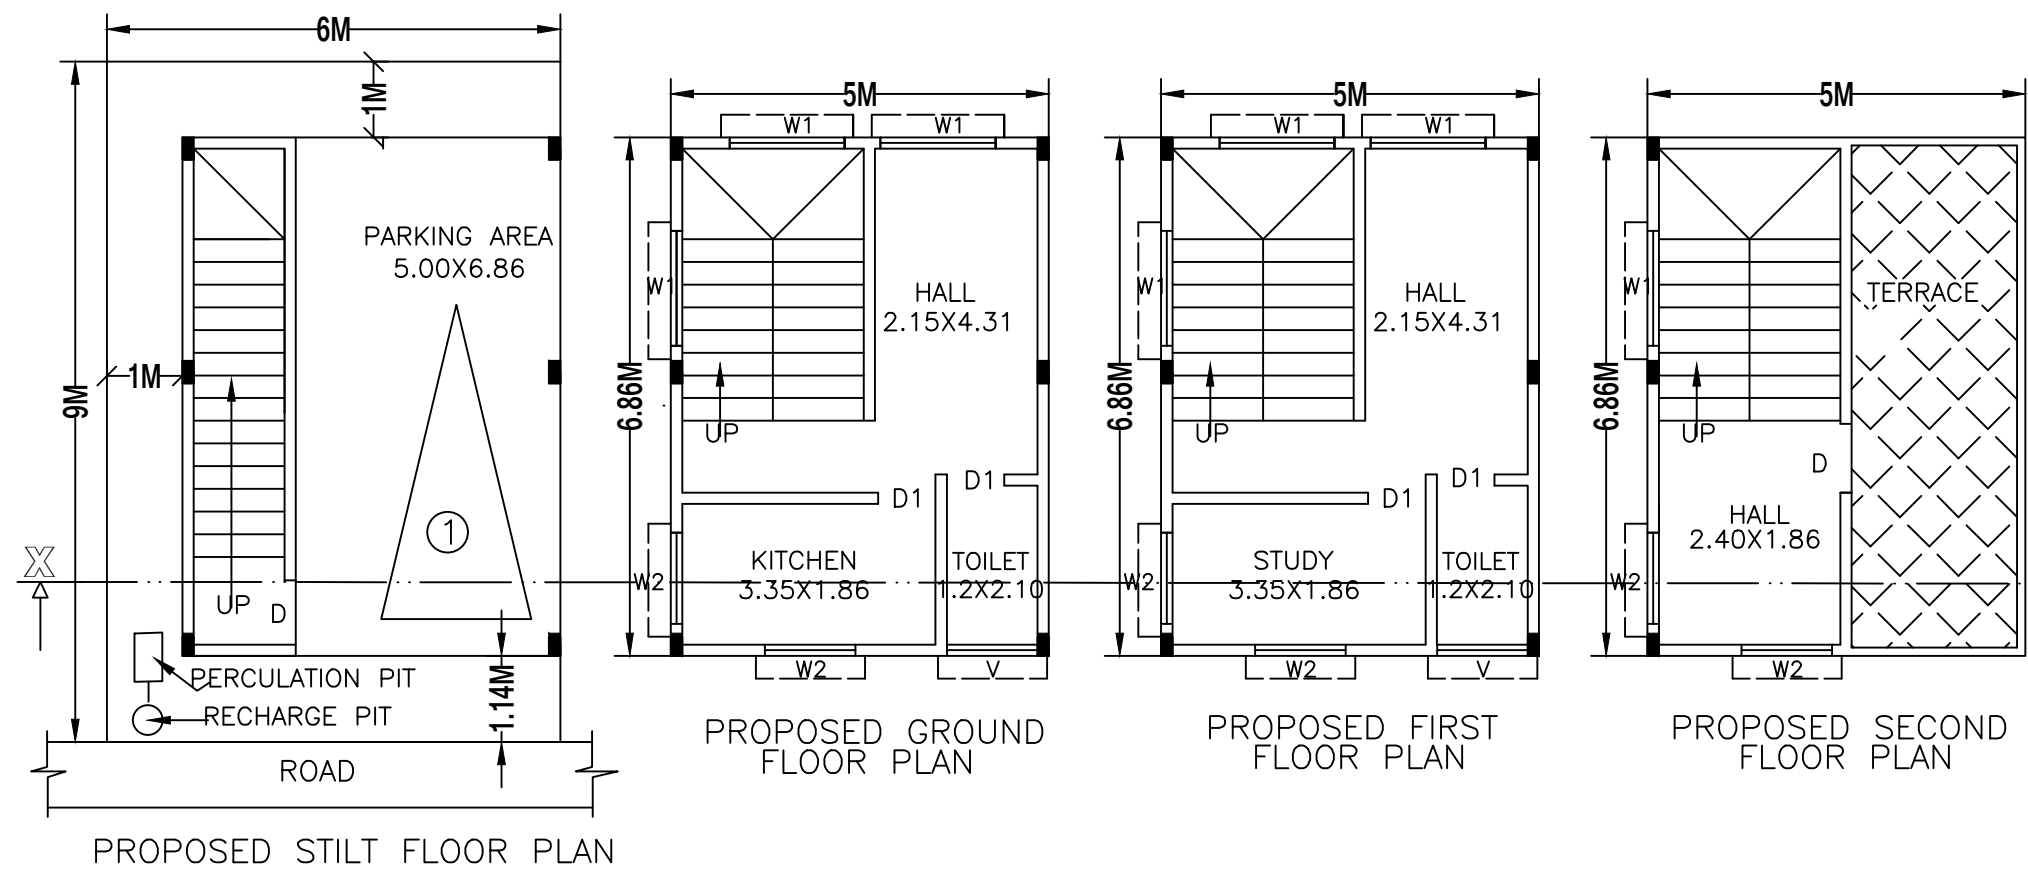 6M
1M
PARKING AREA
5.00X6.86
1M
9M
1
X
UP
D
PERCULATION PIT
RECHARGE PIT
1.14M
ROAD
PROPOSED STILT FLOOR PLAN
5M
W1
W1
W1
HALL
2.15X4.31
6.86M
UP
D1
D1
KITCHEN
3.35X1.86
TOILET
1.2X2.10
W2
W2
V
PROPOSED GROUND
FLOOR PLAN
5M
W1
W1
W1
HALL
2.15X4.31
6.86M
UP
D1
D1
STUDY
3.35X1.86
TOILET
1.2X2.10
W2
W2
V
PROPOSED FIRST
FLOOR PLAN
5M
W1
TERRACE
6.86M
UP
D
HALL
2.40X1.86
W2
W2
PROPOSED SECOND
FLOOR PLAN